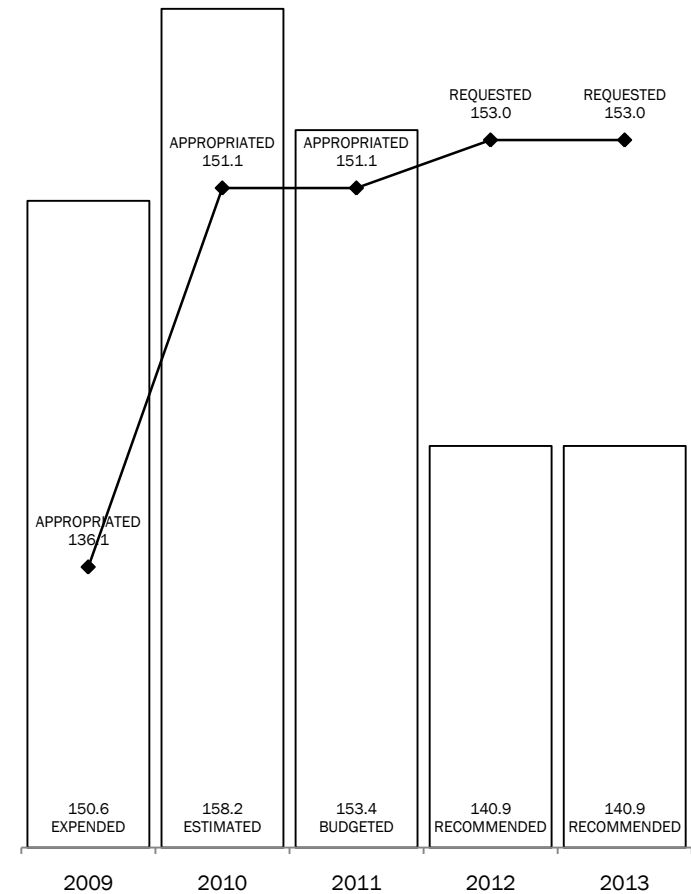 REQUESTED
153.0
REQUESTED
153.0
APPROPRIATED
151.1
APPROPRIATED
151.1
APPROPRIATED
136.1
150.6
EXPENDED
158.2
ESTIMATED
153.4
BUDGETED
140.9
RECOMMENDED
140.9
RECOMMENDED
2009
2010
2011
2012
2013